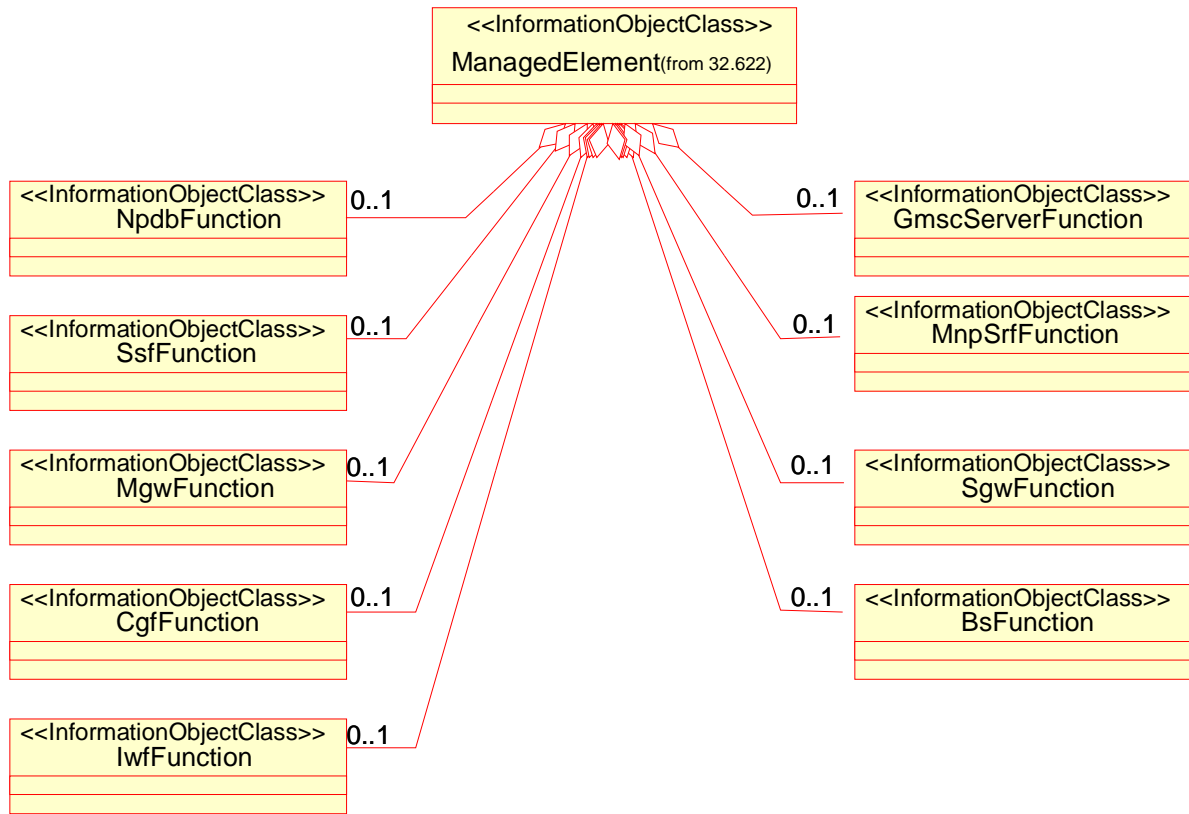 <<InformationObjectClass>>
ManagedElement(from 32.622)
<<InformationObjectClass>>
NpdbFunction
0..1
0..1
<<InformationObjectClass>>
GmscServerFunction
<<InformationObjectClass>>
SsfFunction
0..1
0..1
<<InformationObjectClass>>
MnpSrfFunction
<<InformationObjectClass>>
MgwFunction
0..1
0..1
<<InformationObjectClass>>
SgwFunction
<<InformationObjectClass>>
CgfFunction
0..1
0..1
<<InformationObjectClass>>
BsFunction
<<InformationObjectClass>>
IwfFunction
0..1